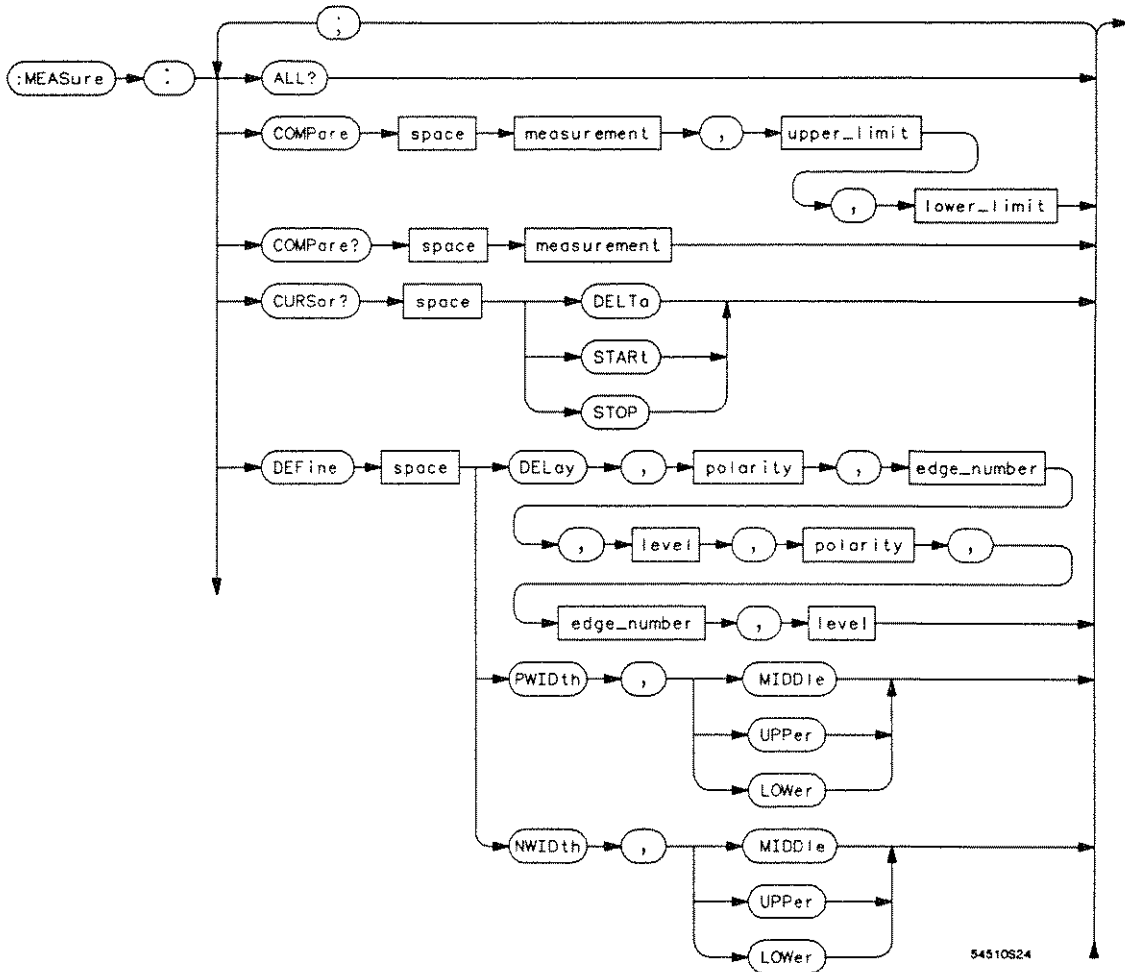 ;
:MEASure : ALL?
COMPare space measurement , upper_limit
, lower_limit
COMPare? space measurement
CURSor? space DELTa
STARt
STOP
DEFine space DELay , polarity , edge_number
, level , polarity ,
edge_number , level
PWIDth , MIDDle
UPPer
LOWer
NWIDth , MIDDle
UPPer
LOWer
54510S24